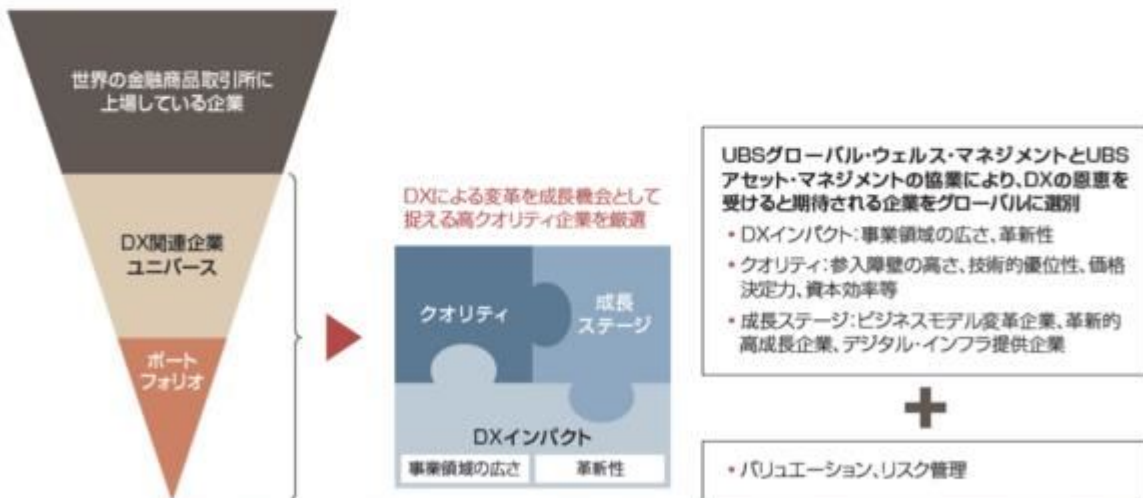 世界の金融商品取引所に
上場している企業
DX関連企業
ユニバース
ポート
フォリオ
DXによる変革を成長機会として
捉える高クオリティ企業を厳選
クオリティ
成長
ステージ
DXインパクト
事業領域の広さ
革新性
UBSグローバル・ウェルス・マネジメントとUBS
アセット・マネジメントの協業により、DXの恩恵を
受けると期待される企業をグローバルに選別
・DXインパクト:事業領域の広さ、革新性
・クオリティ:参入障壁の高さ、技術的優位性、価格
決定力、資本効率等
・成長ステージ:ビジネスモデル変革企業、革新的
高成長企業、デジタル・インフラ提供企業
+
・バリュエーション、リスク管理